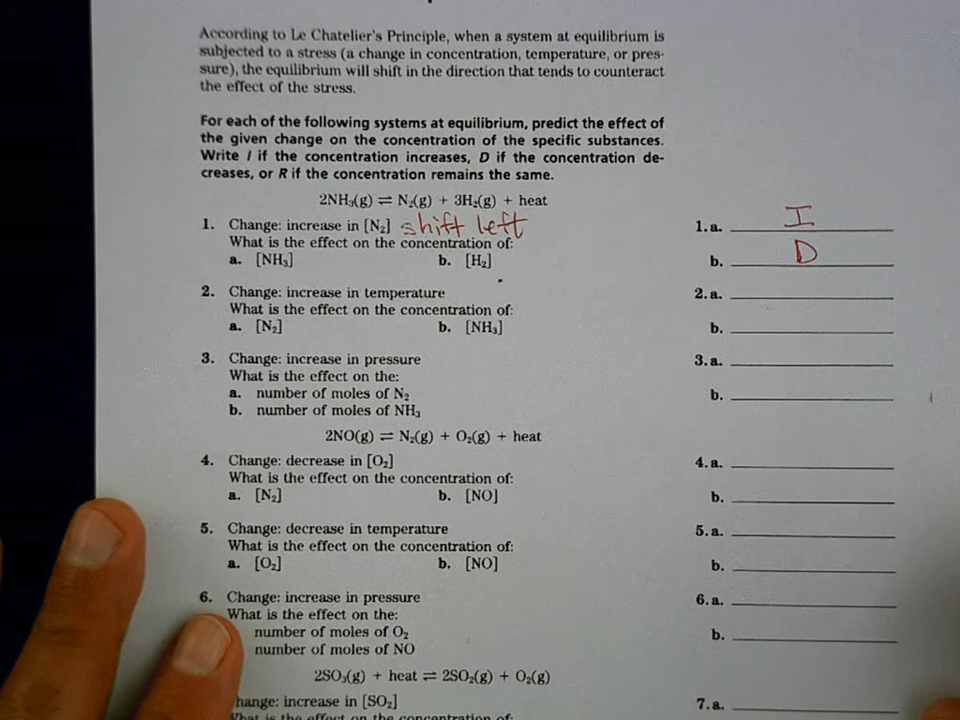 According to Le Chatelier's Principle, when a system at equilibrium is
subjected to a stress (a change in concentration, temperature, or pres-
sure), the equilibrium will shift in the direction that tends to counteract
the effect of the stress.
For each of the following systems at equilibrium, predict the effect of
the given change on the concentration of the specific substances.
Write I if the concentration increases, D if the concentration de-
creases, or R if the concentration remains the same.
2NH₃(g) ⇌ N₂(g) + 3H₂(g) + heat
1. Change: increase in [N₂] shift left 1. a. I
What is the effect on the concentration of:
a. [NH₃] b. [H₂] b. D
2. Change: increase in temperature 2. a.
What is the effect on the concentration of:
a. [N₂] b. [NH₃] b.
3. Change: increase in pressure 3. a.
What is the effect on the:
a. number of moles of N₂ b.
b. number of moles of NH₃
2NO(g) ⇌ N₂(g) + O₂(g) + heat
4. Change: decrease in [O₂] 4. a.
What is the effect on the concentration of:
a. [N₂] b. [NO] b.
5. Change: decrease in temperature 5. a.
What is the effect on the concentration of:
a. [O₂] b. [NO] b.
6. Change: increase in pressure 6. a.
What is the effect on the:
number of moles of O₂ b.
number of moles of NO
2SO₃(g) + heat ⇌ 2SO₂(g) + O₂(g)
hange: increase in [SO₂] 7. a.
What is the effect on the concentration of: